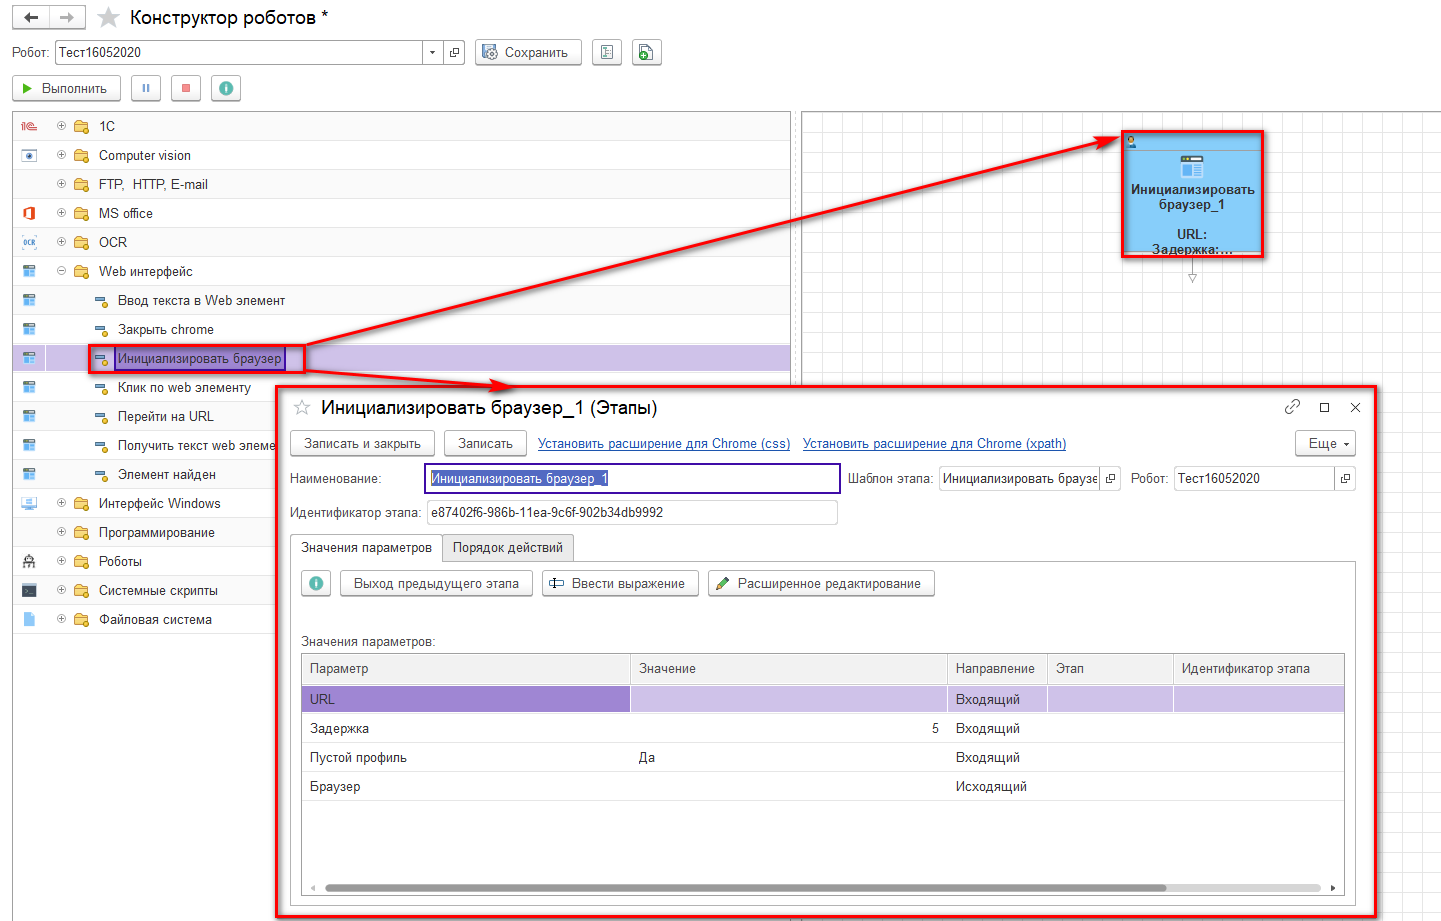 Конструктор роботов *
Робот: Тест16052020 Сохранить
Выполнить
1С
Computer vision
FTP, HTTP, E-mail
MS office
OCR OCR
Web интерфейс
Ввод текста в Web элемент
Закрыть chrome
Инициализировать браузер
Клик по web элементу
Перейти на URL
Получить текст web элеме
Элемент найден
Интерфейс Windows
Программирование
Роботы
Системные скрипты
Файловая система
Инициализировать
браузер_1
URL:
Задержка:...
Инициализировать браузер_1 (Этапы)
Записать и закрыть Записать Установить расширение для Chrome (css) Установить расширение для Chrome (xpath) Еще
Наименование: Инициализировать браузер_1 Шаблон этапа: Инициализировать браузе Робот: Тест16052020
Идентификатор этапа: e87402f6-986b-11ea-9c6f-902b34db9992
Значения параметров Порядок действий
Выход предыдущего этапа Ввести выражение Расширенное редактирование
Значения параметров:
Параметр Значение Направление Этап Идентификатор этапа
URL Входящий
Задержка 5 Входящий
Пустой профиль Да Входящий
Браузер Исходящий